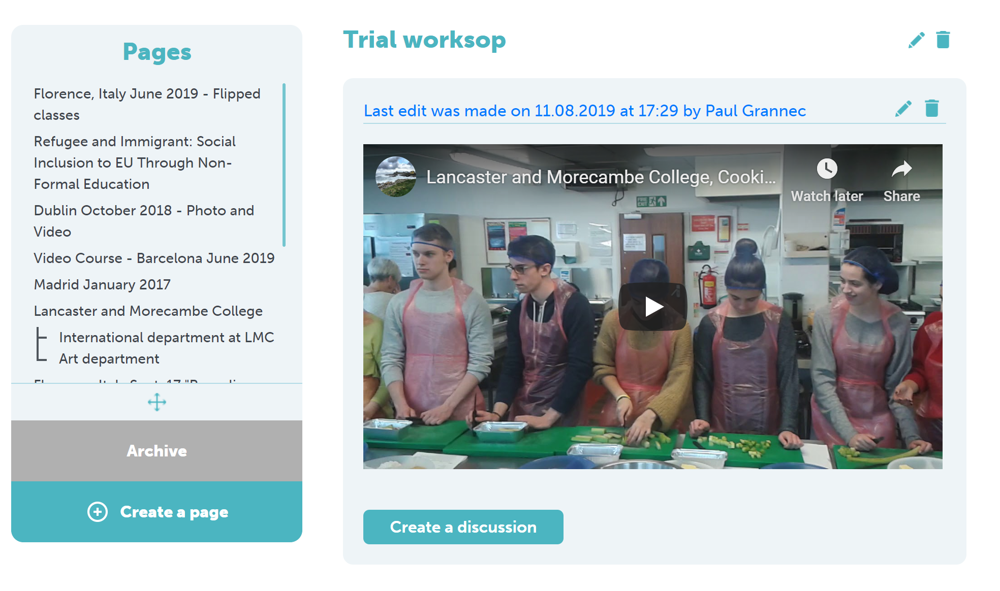 Pages
Florence, Italy June 2019 - Flipped
classes
Refugee and Immigrant: Social
Inclusion to EU Through Non-
Formal Education
Dublin October 2018 - Photo and
Video
Video Course - Barcelona June 2019
Madrid January 2017
Lancaster and Morecambe College
International department at LMC
Art department
Archive
Create a page
Trial worksop
Last edit was made on 11.08.2019 at 17:29 by Paul Grannec
Lancaster and Morecambe College, Cooki...
Watch later
Share
FIRE
EXIT
Create a discussion